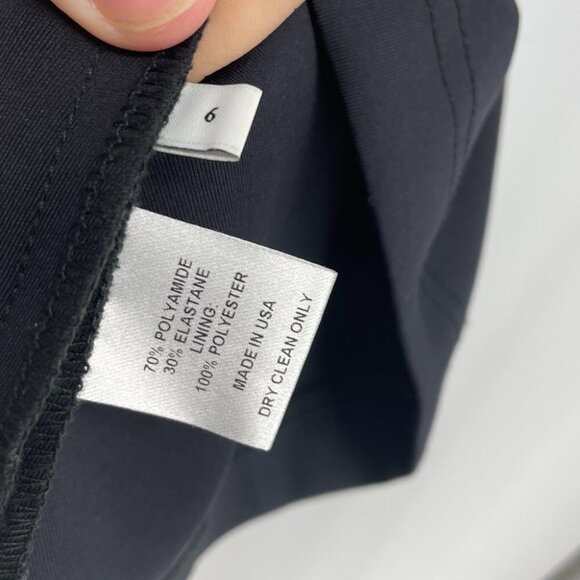 6
70% POLYAMIDE
30% ELASTANE
LINING:
100% POLYESTER
MADE IN USA
DRY CLEAN ONLY